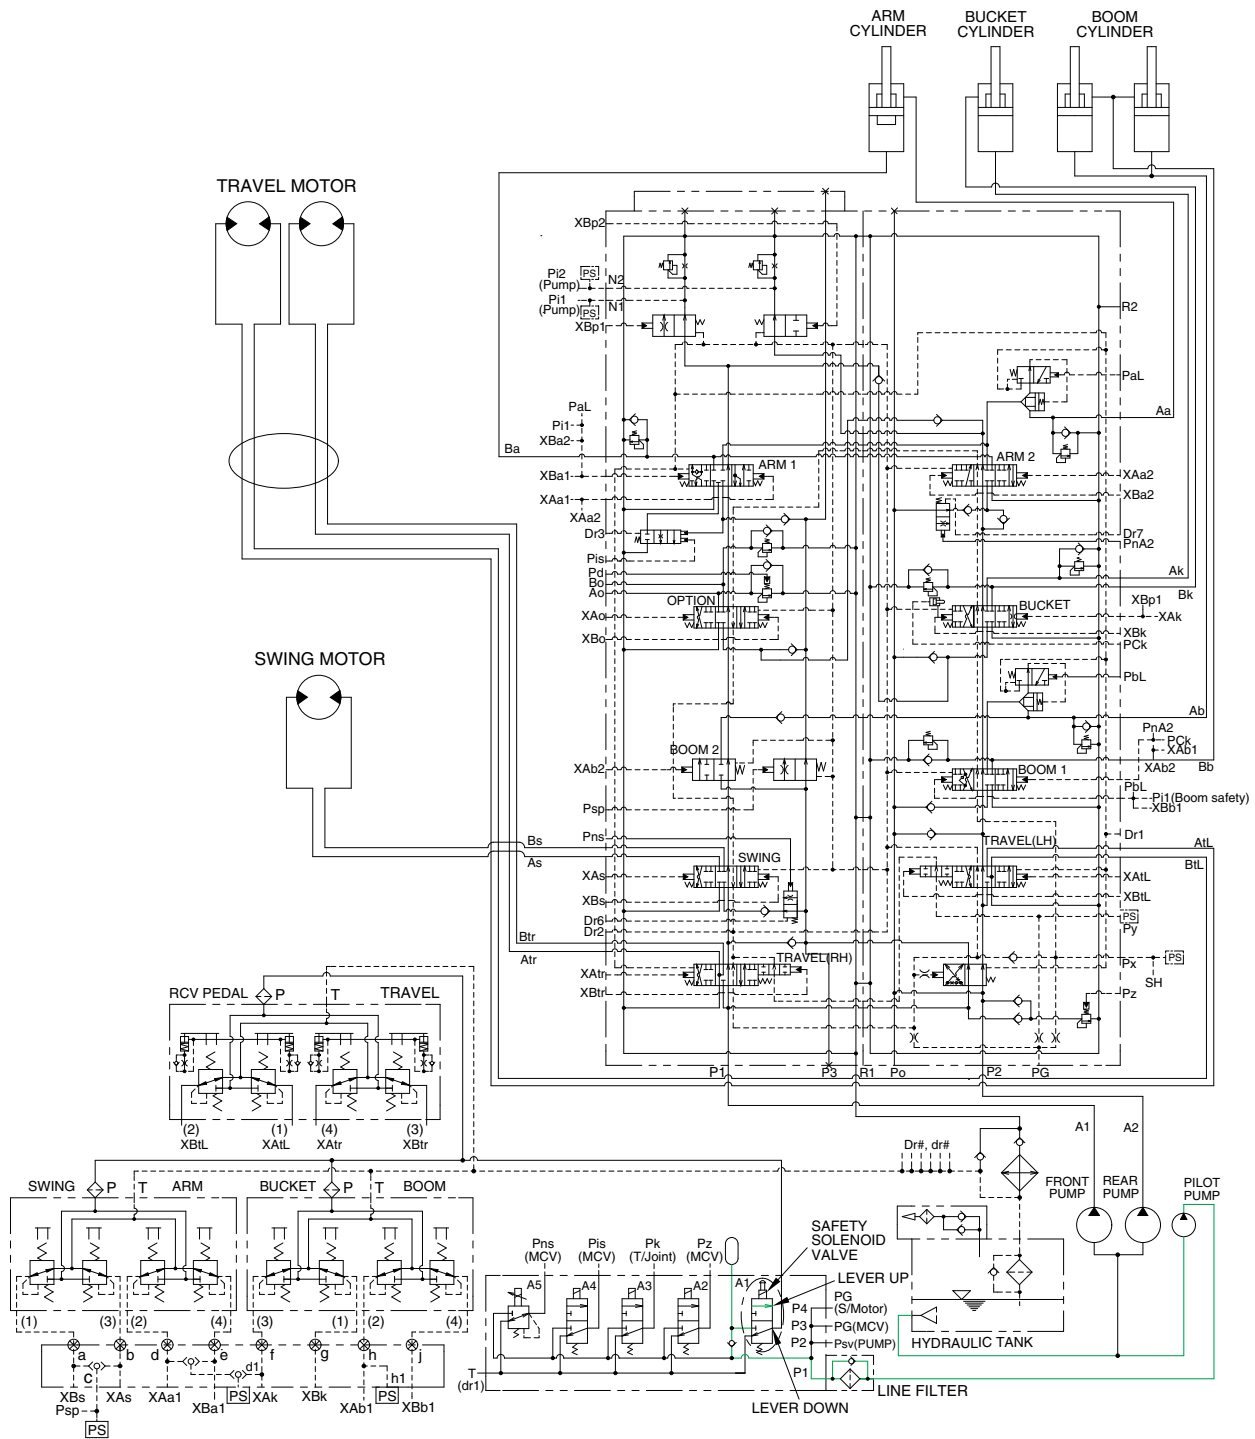 ARM
CYLINDER
BUCKET
CYLINDER
BOOM
CYLINDER
TRAVEL MOTOR
XBp2
Pi2
(Pump)
PS
N2
Pi1
(Pump)
PS
N1
XBp1
R2
PaL
Aa
PaL
Pi1
XBa2
Ba
XBa1
XAa1
XAa2
ARM 1
ARM 2
XAa2
XBa2
Dr3
Dr7
PnA2
Pis
Pd
Bo
Ao
Ak
Bk
OPTION
BUCKET
XBp1
XAk
XAo
XBo
XBk
PCk
SWING MOTOR
PbL
Ab
PnA2
PCk
XAb1
XAb2
Bb
BOOM 2
BOOM 1
XAb2
PbL
Pi1(Boom safety)
XBb1
Psp
Pns
Dr1
Bs
As
SWING
TRAVEL(LH)
AtL
BtL
XAs
XAtL
XBs
XBtL
Dr6
Dr2
PS
Py
Btr
Atr
TRAVEL(RH)
Px
PS
SH
XAtr
XBtr
Pz
RCV PEDAL
P
T
TRAVEL
P1
P3
R1
Po
P2
PG
(2)
XBtL
(1)
XAtL
(4)
XAtr
(3)
XBtr
A1
A2
Dr#, dr#
FRONT
PUMP
REAR
PUMP
PILOT
PUMP
SWING
P
T
ARM
BUCKET
P
T
BOOM
SAFETY
SOLENOID
VALVE
LEVER UP
Pns
(MCV)
Pis
(MCV)
Pk
(T/Joint)
Pz
(MCV)
A5
A4
A3
A2
A1
P4
PG
(S/Motor)
P3
PG(MCV)
P2
Psv(PUMP)
P1
HYDRAULIC TANK
T
(dr1)
LINE FILTER
LEVER DOWN
(1)
(3)
(2)
(4)
(3)
(1)
(2)
(4)
a
b
d
e
f
g
h
j
c
d1
h1
XBs
XAs
XAa1
XBa1
PS
XAk
XBk
XAb1
PS
XBb1
Psp
PS